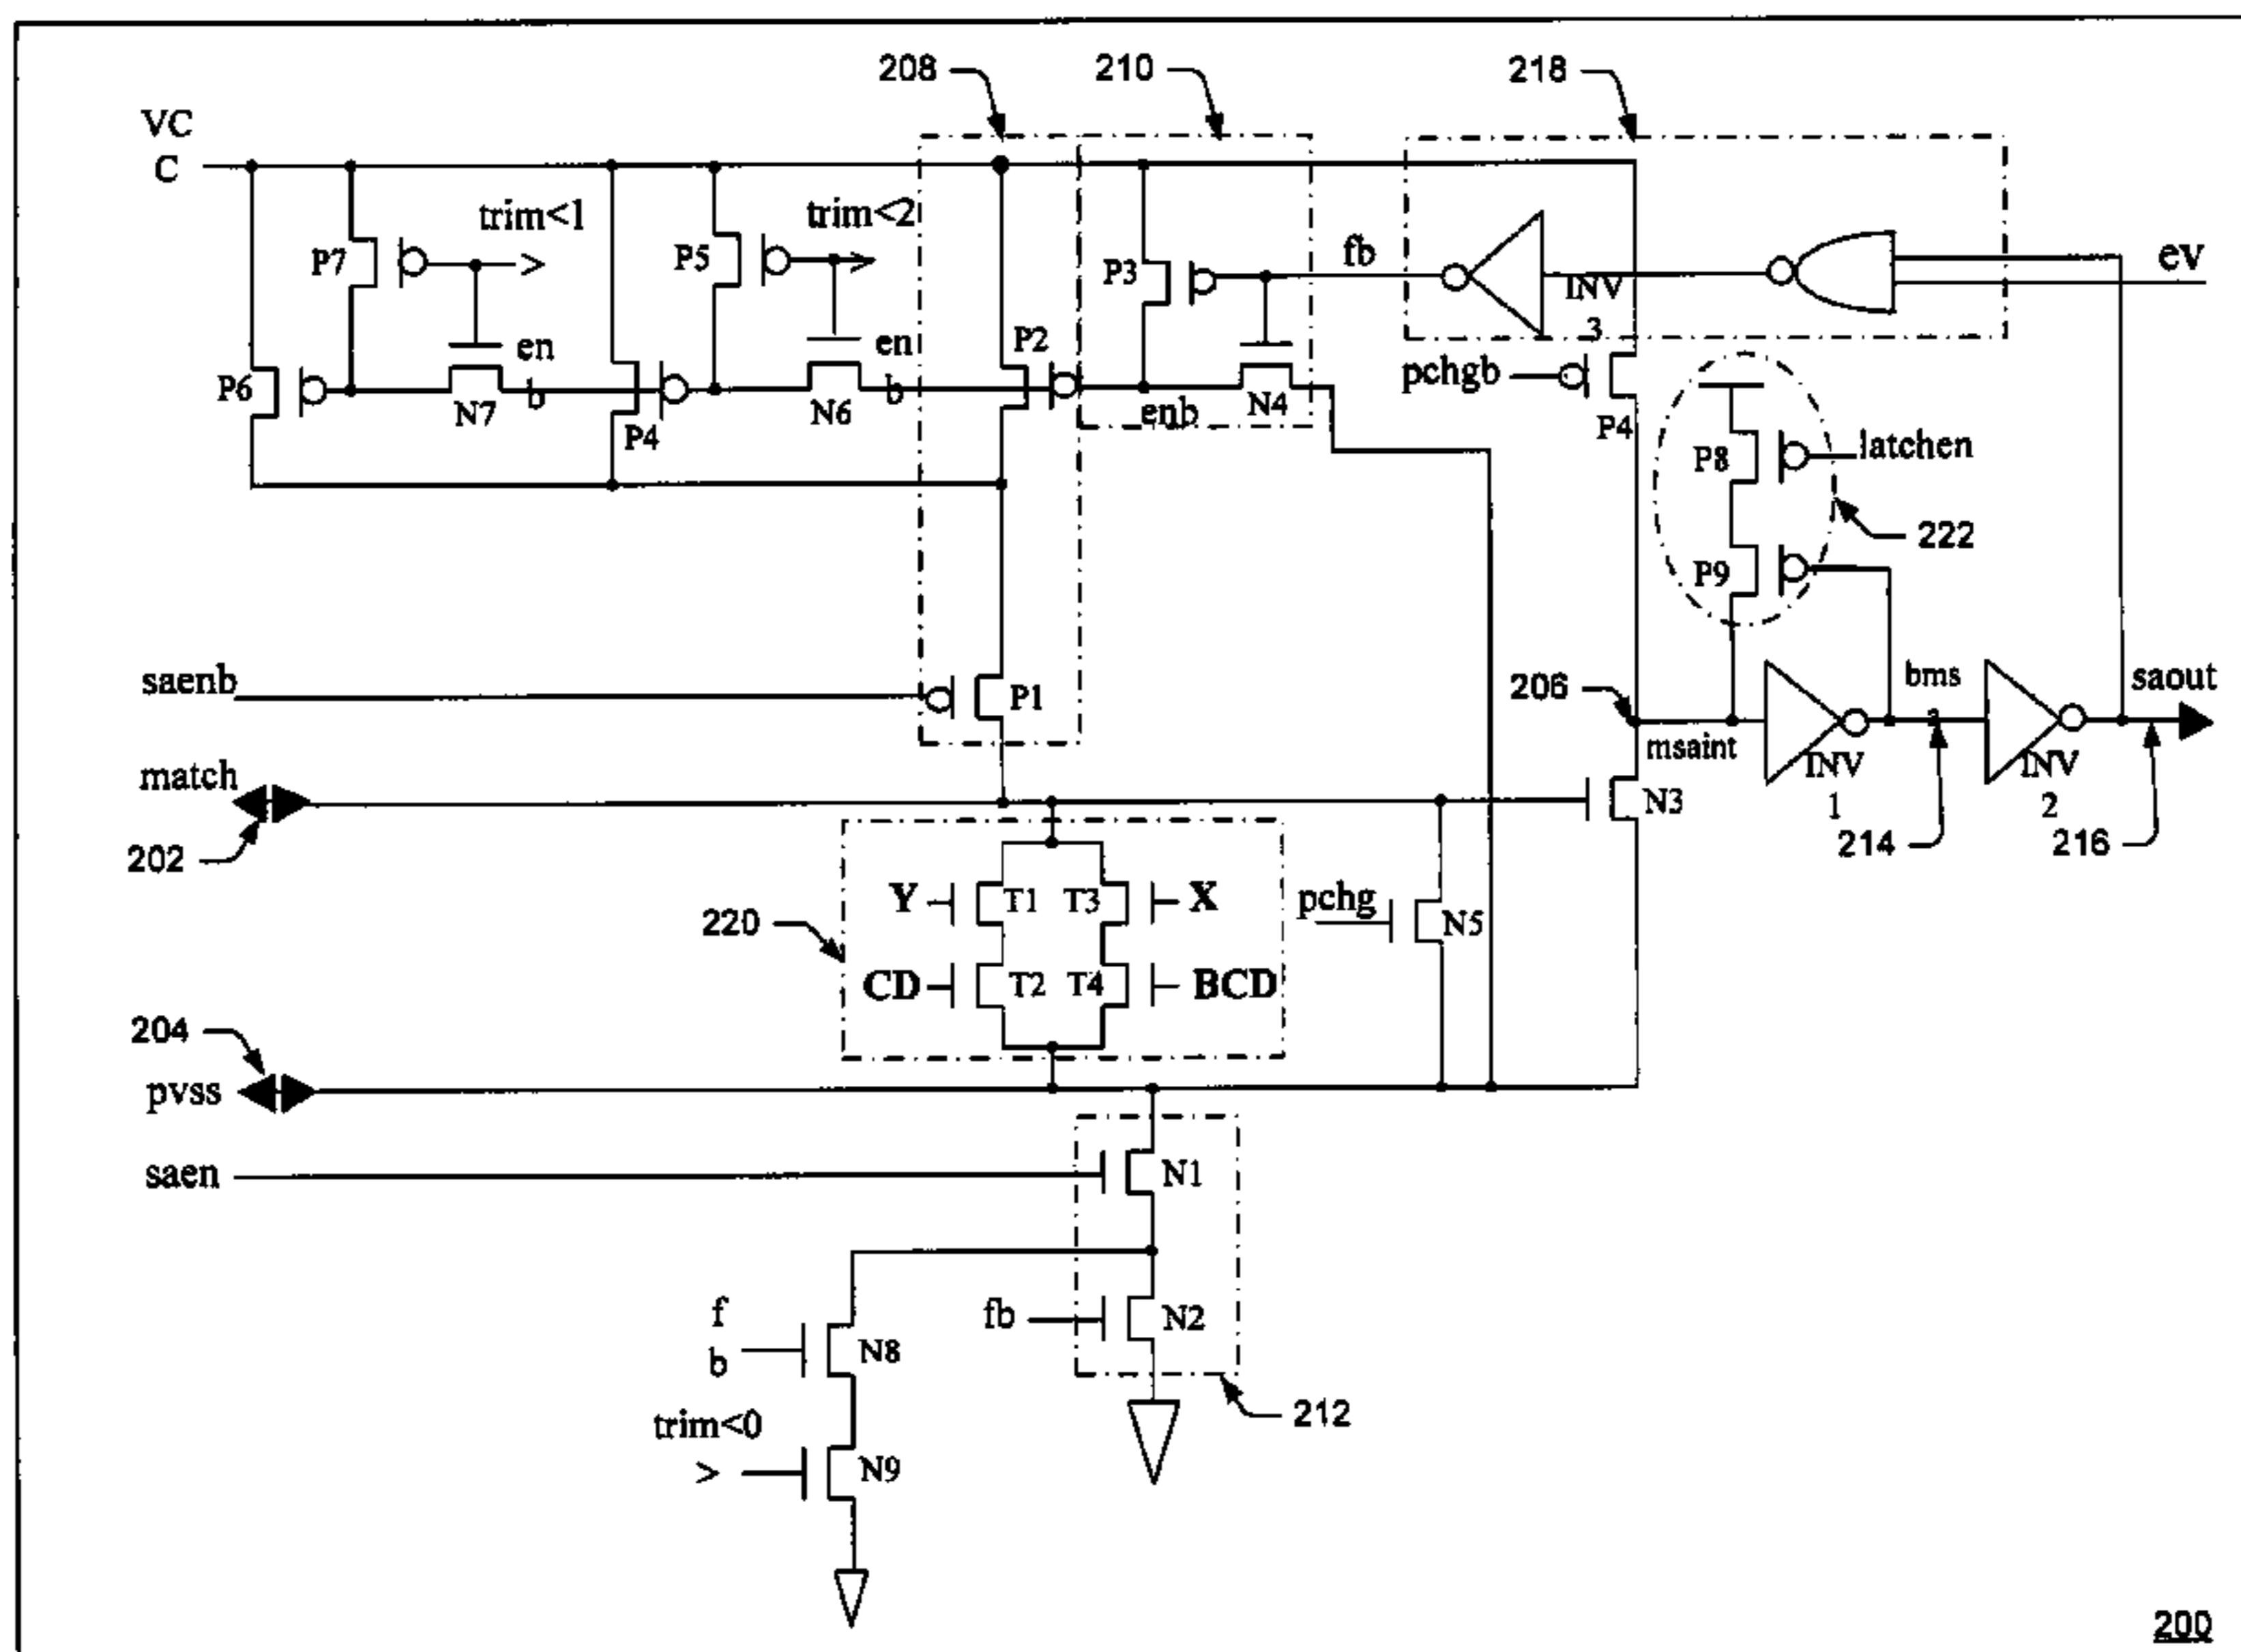 208
210
218
VC
C
trim<1
>
trim<2
>
fb
ev
P7
P5
P3
INV
3
P2
en
b
en
b
pchgb
P6
N7
P4
N6
enb
N4
P4
P8
latchen
222
P9
saenb
P1
206
bms
saout
msaint
match
INV
1
INV
2
N3
202
214
216
Y
T1
T3
X
pchg
N5
220
CD
T2
T4
BCD
204
pvss
saen
N1
f
b
N8
fb
N2
trim<0
>
212
N9
200